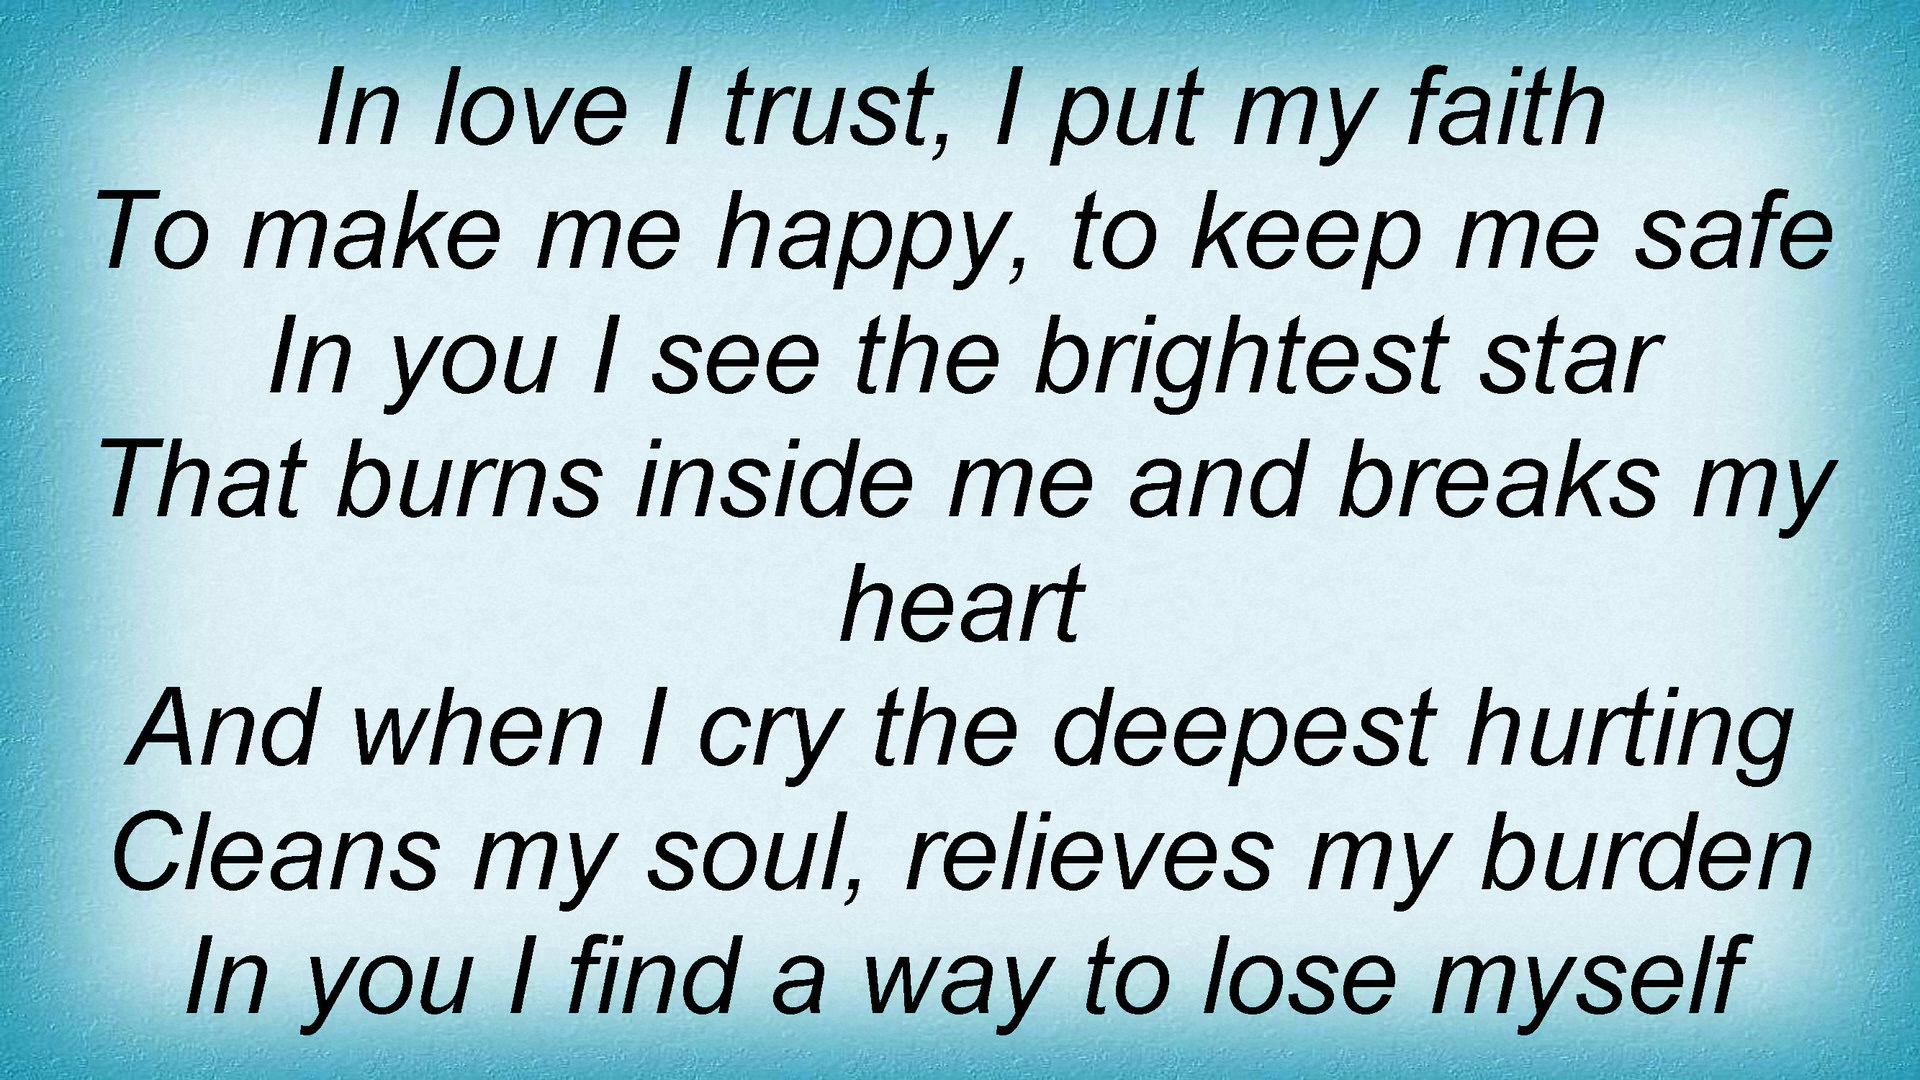 In love I trust, I put my faith
To make me happy, to keep me safe
In you I see the brightest star
That burns inside me and breaks my
heart
And when I cry the deepest hurting
Cleans my soul, relieves my burden
In you I find a way to lose myself